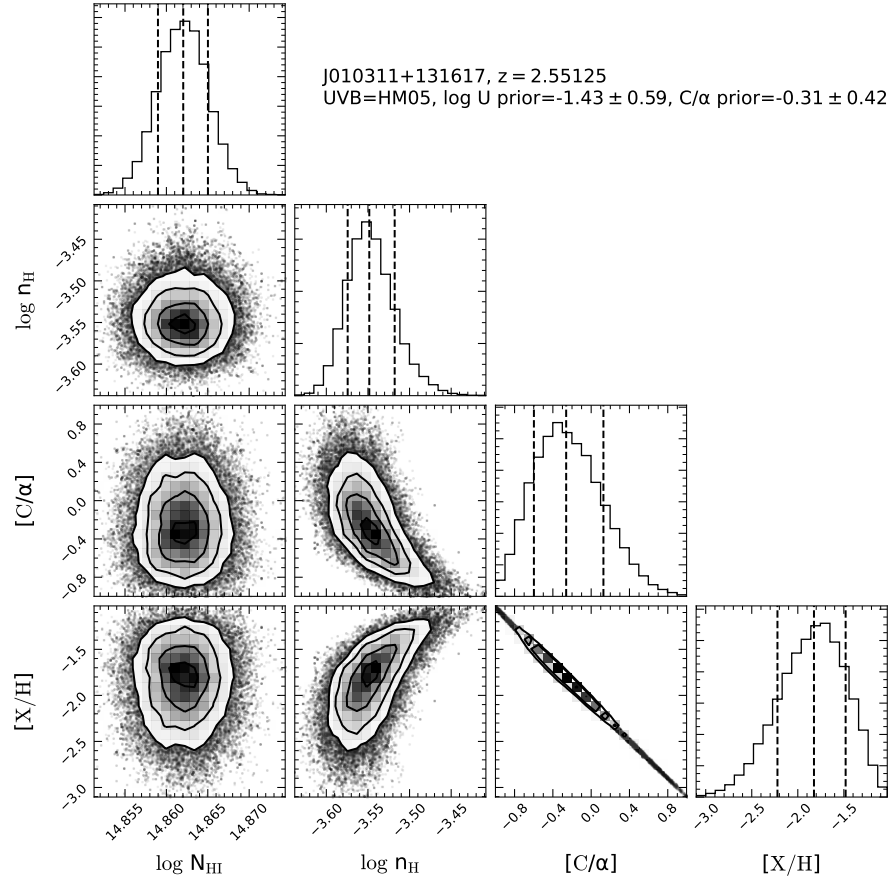 J010311+131617, z = 2.55125
UVB=HM05, log U prior=-1.43 ± 0.59, C/α prior=-0.31 ± 0.42
log n_H
−3.45
−3.50
−3.55
−3.60
[C/α]
0.8
0.4
0.0
−0.4
−0.8
[X/H]
−1.5
−2.0
−2.5
−3.0
14.855 14.860 14.865 14.870
−3.60 −3.55 −3.50 −3.45
−0.8 −0.4 0.0 0.4 0.8
−3.0 −2.5 −2.0 −1.5
log N_HI log n_H [C/α] [X/H]